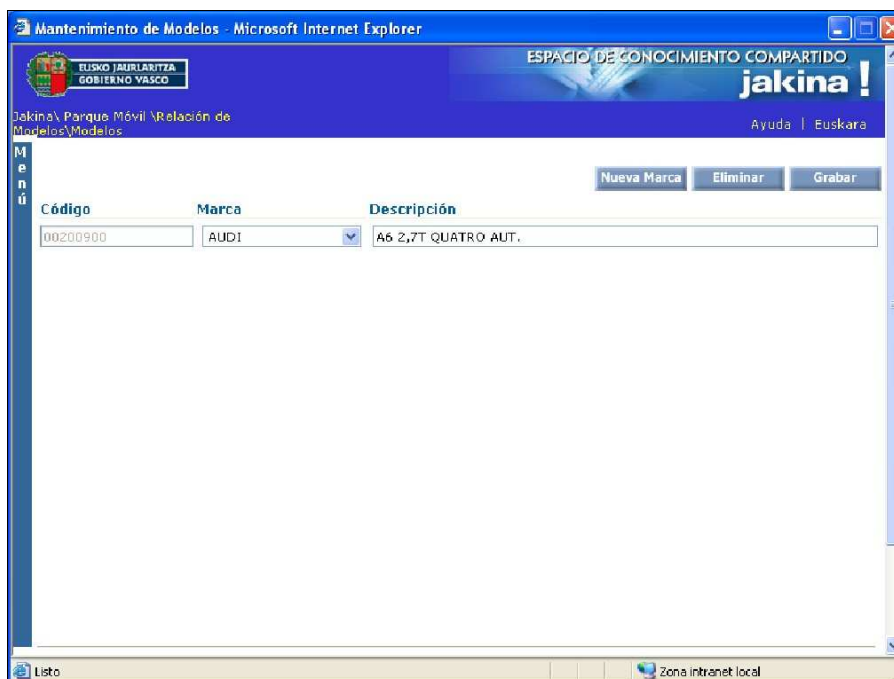 Mantenimiento de Modelos - Microsoft Internet Explorer
EUSKO JAURLARITZA
GOBIERNO VASCO
ESPACIO DE CONOCIMIENTO COMPARTIDO
jakina !
Jakina\ Parque Móvil \Relación de
Modelos\Modelos
Ayuda | Euskara
Menú
Nueva Marca Eliminar Grabar
Código Marca Descripción
00200900 AUDI A6 2,7T QUATRO AUT.
Listo Zona intranet local